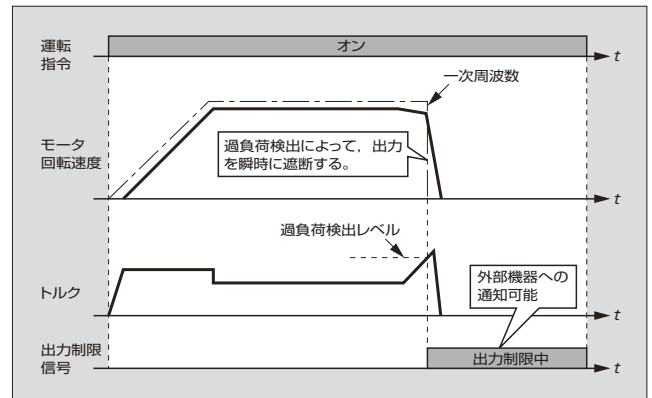 運転
指令
オン
t
一次周波数
モータ
回転速度
過負荷検出によって，出力
を瞬時に遮断する。
t
過負荷検出レベル
トルク
外部機器への
通知可能
t
出力制限
信号
出力制限中
t